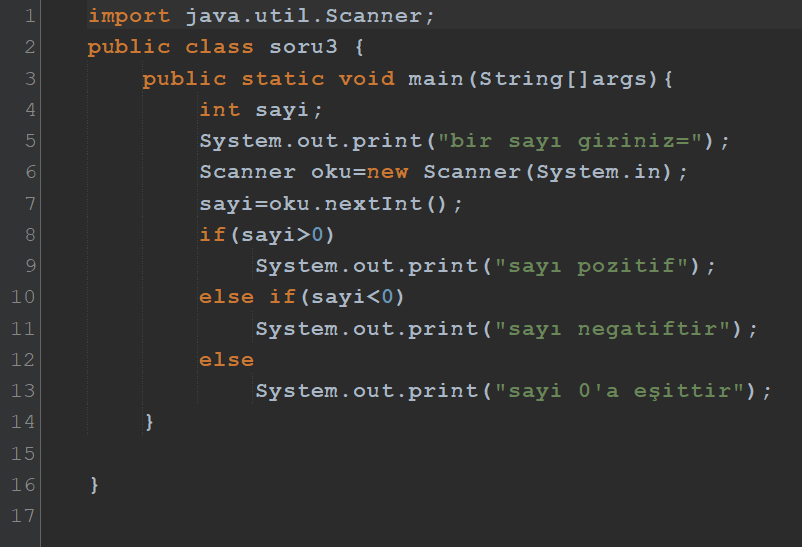 1 import java.util.Scanner;
2 public class soru3 {
3 public static void main(String[]args){
4 int sayi;
5 System.out.print("bir sayı giriniz=");
6 Scanner oku=new Scanner(System.in);
7 sayi=oku.nextInt();
8 if(sayi>0)
9 System.out.print("sayı pozitif");
10 else if(sayi<0)
11 System.out.print("sayı negatiftir");
12 else
13 System.out.print("sayi 0'a eşittir");
14 }
15
16 }
17